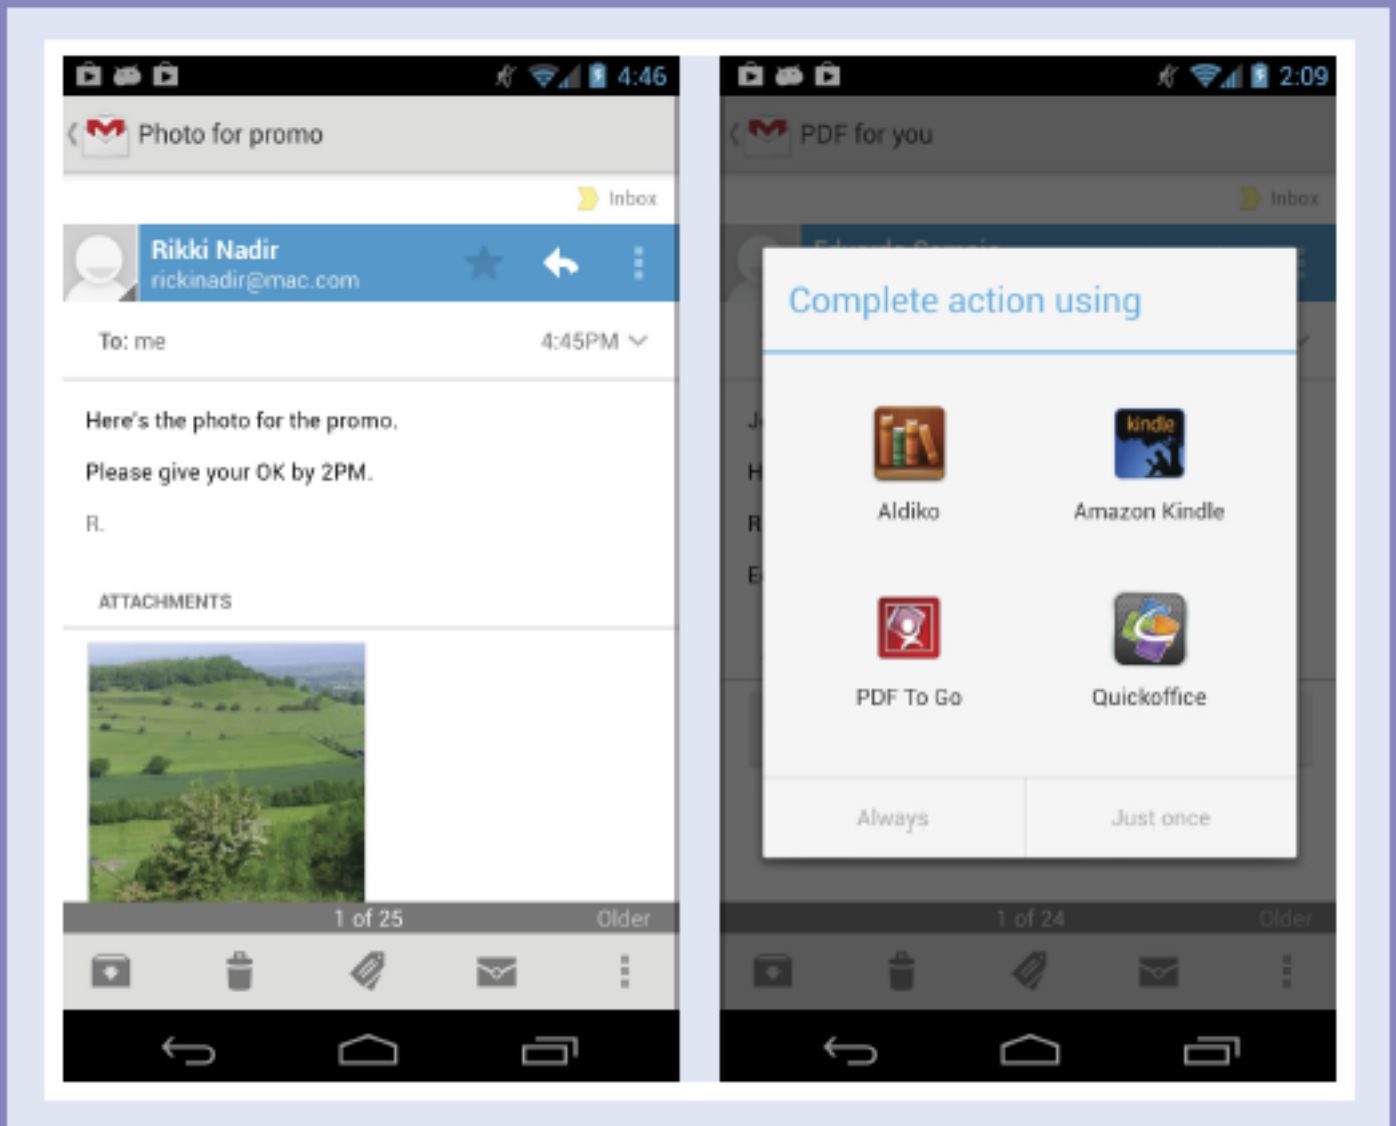 4:46
Photo for promo
Inbox
Rikki Nadir
rickinadir@mac.com
To: me
4:45PM
Here's the photo for the promo.
Please give your OK by 2PM.
R.
ATTACHMENTS
1 of 25
Older
2:09
PDF for you
Inbox
Complete action using
kindle
Aldiko
Amazon Kindle
PDF To Go
Quickoffice
Always
Just once
1 of 24
Older